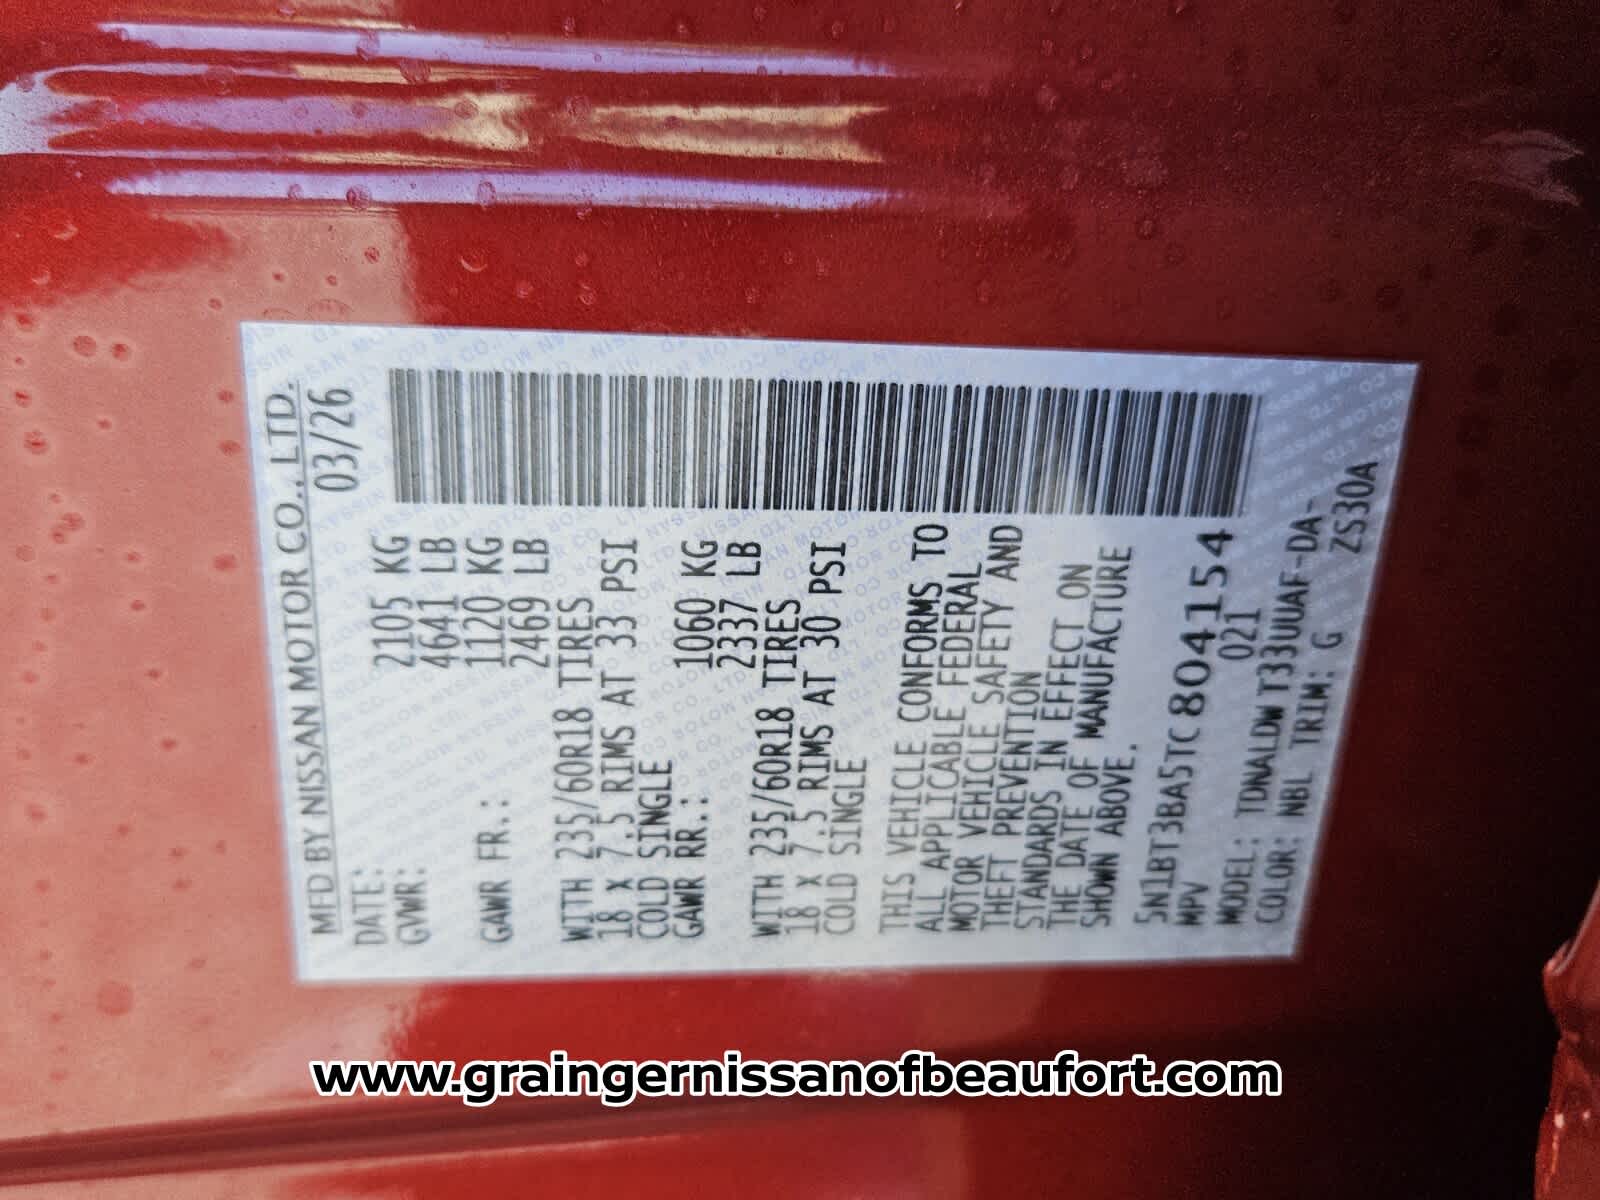 MFD BY NISSAN MOTOR CO., LTD.
DATE: 03/26
GVWR: 2105 KG
4641 LB
GAWR FR.: 1120 KG
2469 LB
WITH 235/60R18 TIRES
18 X 7.5 RIMS AT 33 PSI
COLD SINGLE
GAWR RR.: 1060 KG
2337 LB
WITH 235/60R18 TIRES
18 X 7.5 RIMS AT 30 PSI
COLD SINGLE
THIS VEHICLE CONFORMS TO
ALL APPLICABLE FEDERAL
MOTOR VEHICLE SAFETY AND
THEFT PREVENTION
STANDARDS IN EFFECT ON
THE DATE OF MANUFACTURE
SHOWN ABOVE.
5N1BT3BA5TC804154
MPV 021
MODEL: TDNALDW T33UUAF-DA-
COLOR: NBL TRIM: G ZS30A
www.graingernissanofbeaufort.com